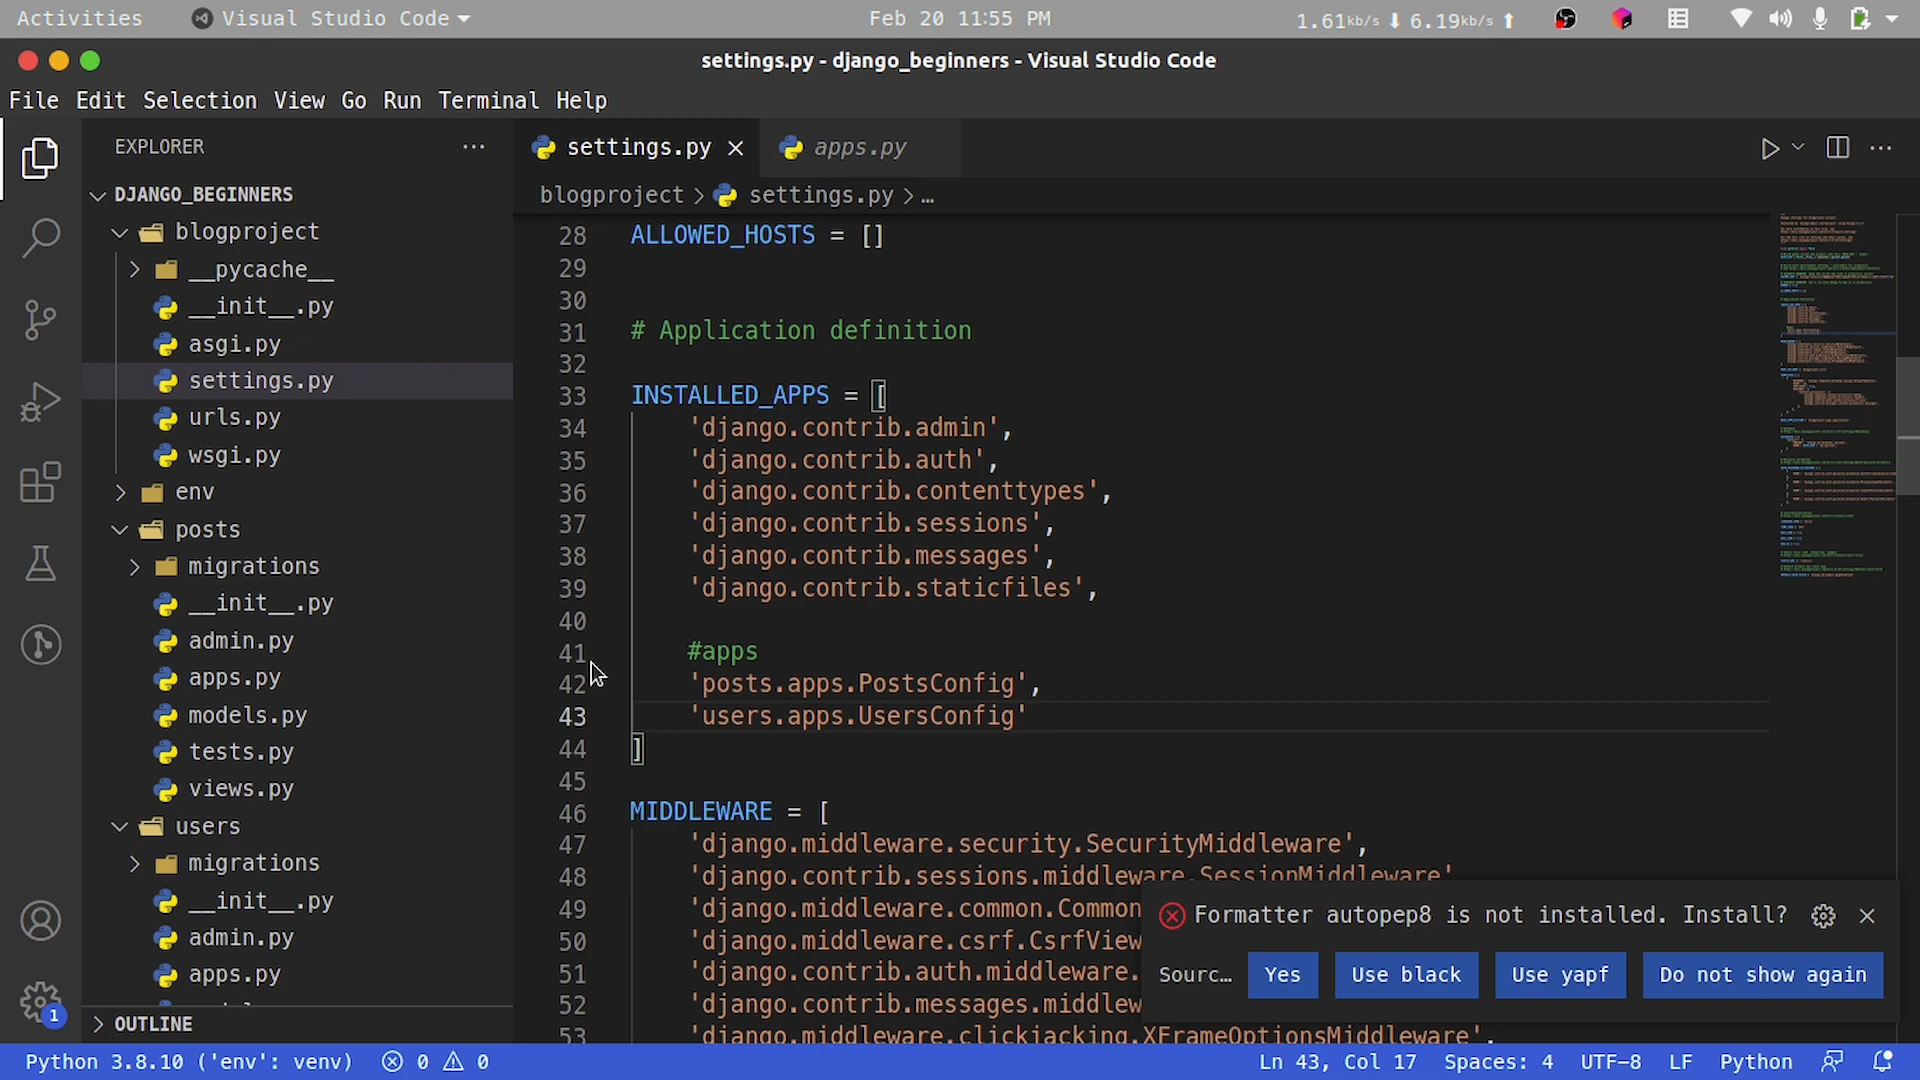 Activities Visual Studio Code Feb 20 11:55 PM 1.61kb/s ⬇ 6.19kb/s ⬆
settings.py - django_beginners - Visual Studio Code
File Edit Selection View Go Run Terminal Help
EXPLORER ···
DJANGO_BEGINNERS
blogproject
__pycache__
__init__.py
asgi.py
settings.py
urls.py
wsgi.py
env
posts
migrations
__init__.py
admin.py
apps.py
models.py
tests.py
views.py
users
migrations
__init__.py
admin.py
apps.py
OUTLINE
1
settings.py apps.py
blogproject > settings.py > …
28 ALLOWED_HOSTS = []
29
30
31 # Application definition
32
33 INSTALLED_APPS = [
34 'django.contrib.admin',
35 'django.contrib.auth',
36 'django.contrib.contenttypes',
37 'django.contrib.sessions',
38 'django.contrib.messages',
39 'django.contrib.staticfiles',
40
41 #apps
42 'posts.apps.PostsConfig',
43 'users.apps.UsersConfig'
44 ]
45
46 MIDDLEWARE = [
47 'django.middleware.security.SecurityMiddleware',
48 'django.contrib.sessions.middleware.SessionMiddleware'
49 'django.middleware.common.Common
50 'django.middleware.csrf.CsrfView
51 'django.contrib.auth.middleware.
52 'django.contrib.messages.middlew
53 'django.middleware.clickjacking.XFrameOptionsMiddleware',
Formatter autopep8 is not installed. Install?
Sourc… Yes Use black Use yapf Do not show again
Python 3.8.10 ('env': venv) 0 0 Ln 43, Col 17 Spaces: 4 UTF-8 LF Python